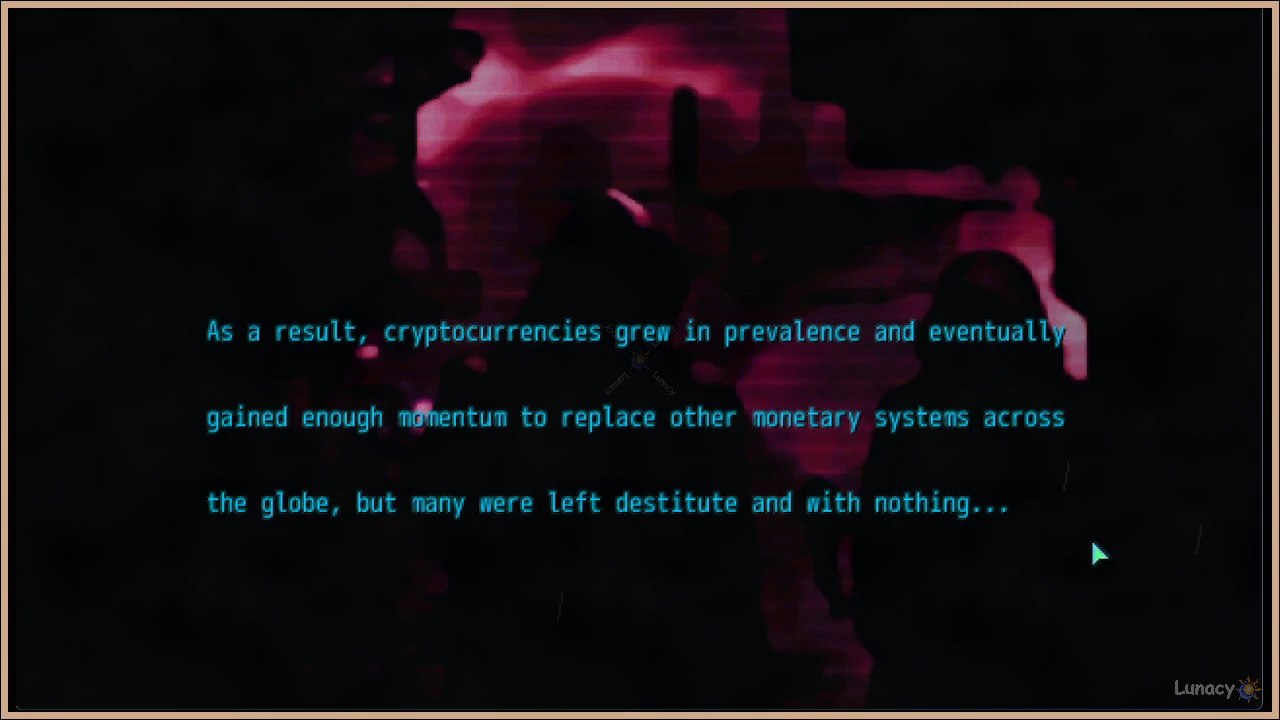 As a result, cryptocurrencies grew in prevalence and eventually
gained enough momentum to replace other monetary systems across
the globe, but many were left destitute and with nothing...
Lunacy